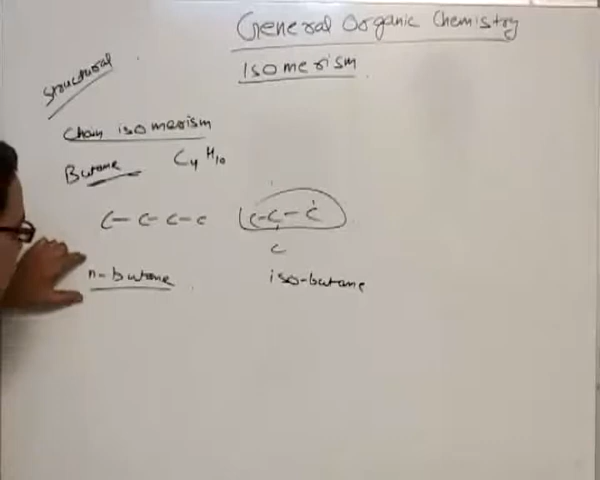 General Organic Chemistry
Isomerism
Structural
Chain isomerism
Butane C4H10
C-C-C-C C-C-C
C
n-butane iso-butane